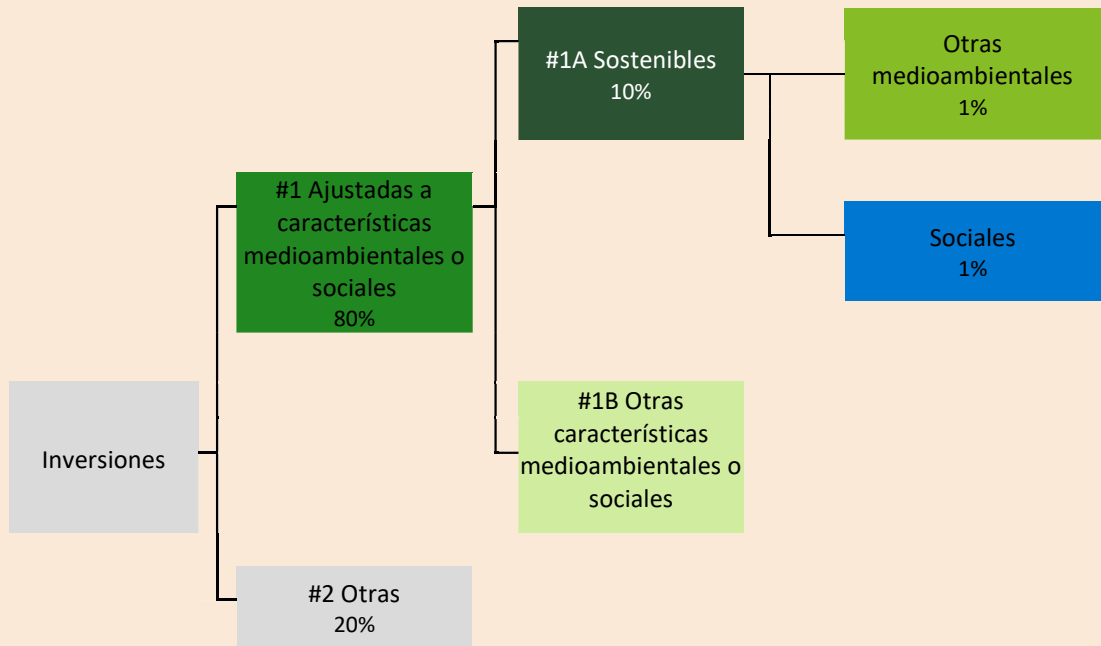 #1A Sostenibles
10%
Otras
medioambientales
1%
#1 Ajustadas a
características
medioambientales o
sociales
80%
Sociales
1%
Inversiones
#1B Otras
características
medioambientales o
sociales
#2 Otras
20%